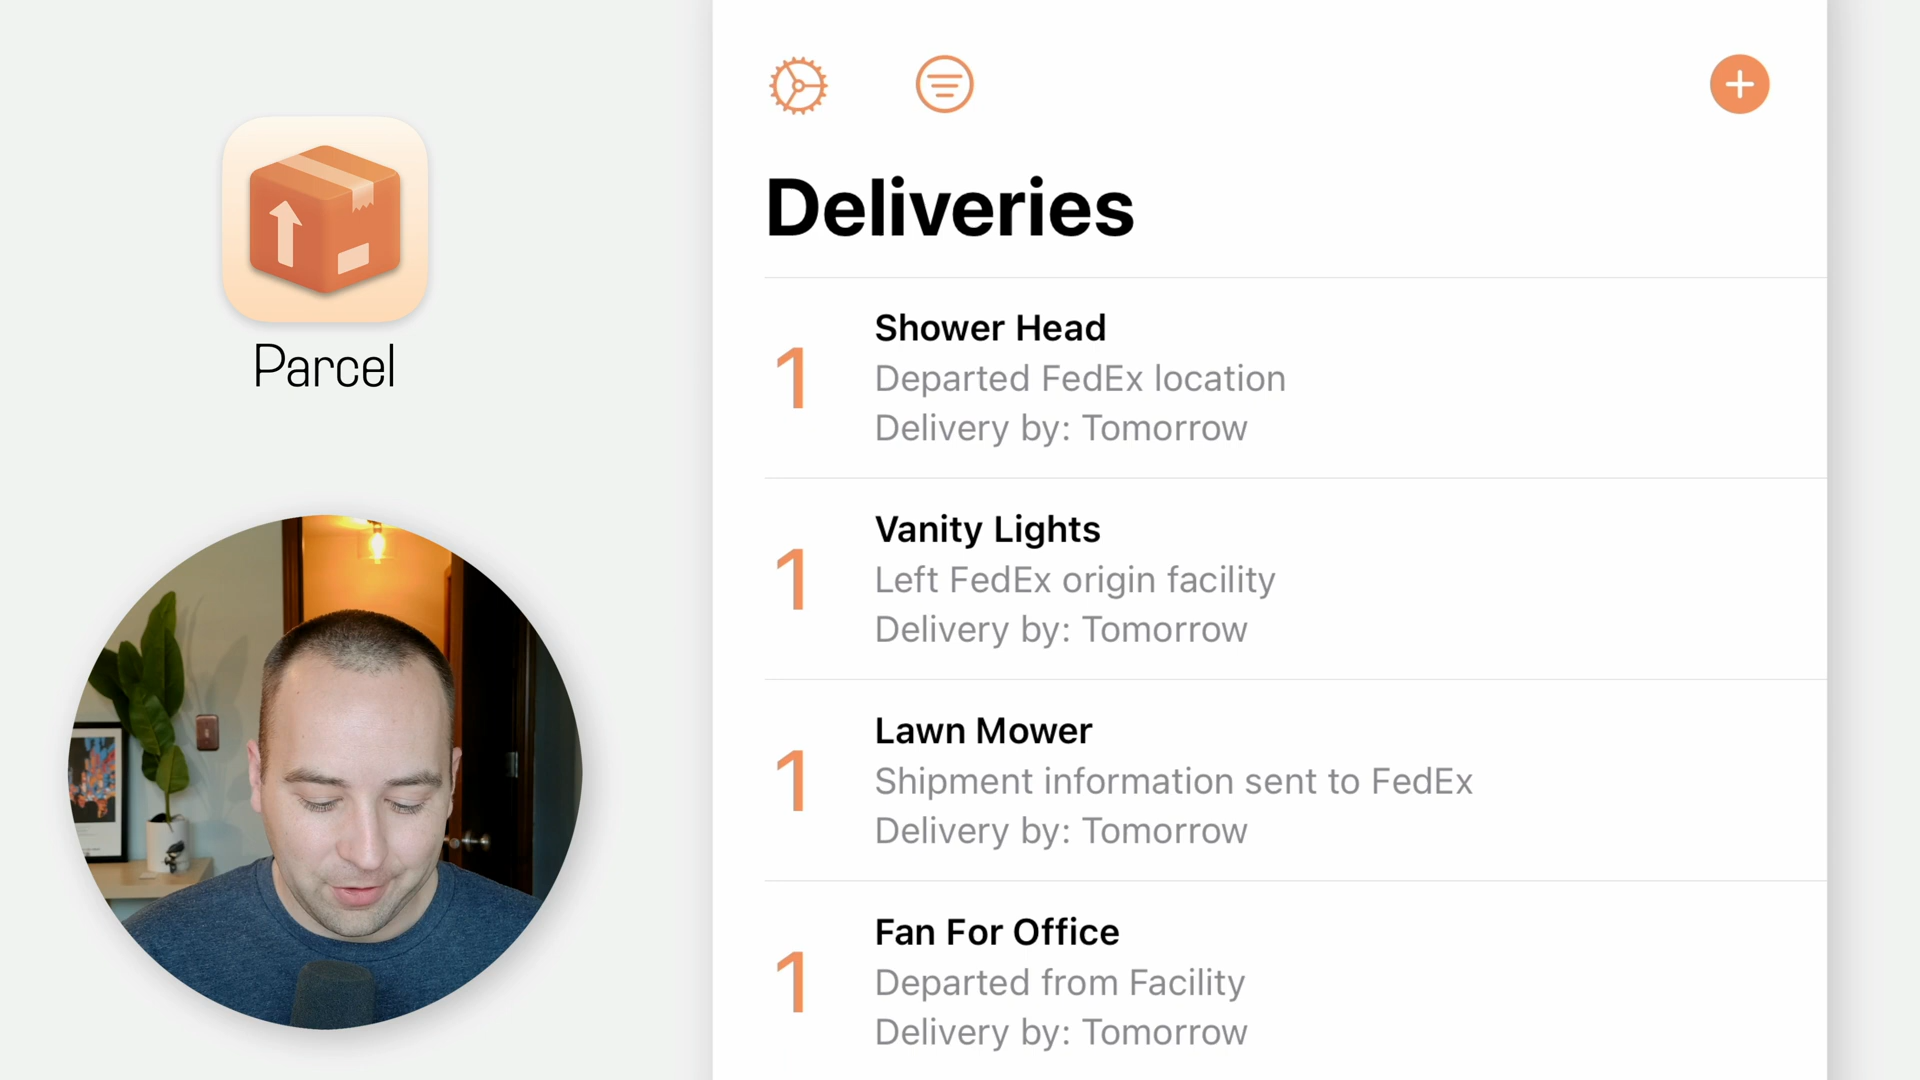 Parcel
Deliveries
1
Shower Head
Departed FedEx location
Delivery by: Tomorrow
1
Vanity Lights
Left FedEx origin facility
Delivery by: Tomorrow
1
Lawn Mower
Shipment information sent to FedEx
Delivery by: Tomorrow
1
Fan For Office
Departed from Facility
Delivery by: Tomorrow